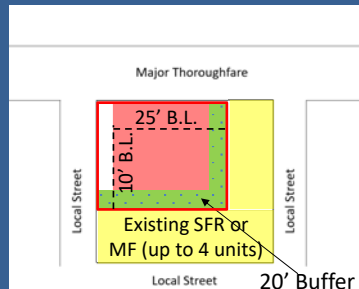 Major Thoroughfare
25’ B.L.
10’ B.L.
Local Street
Local Street
Existing SFR or
MF (up to 4 units)
Local Street
20’ Buffer